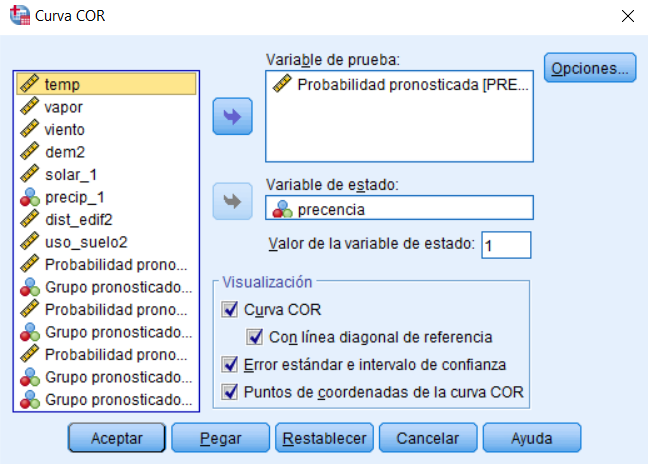 Curva COR
temp
vapor
viento
dem2
solar_1
precip_1
dist_edif2
uso_suelo2
Probabilidad prono...
Grupo pronosticado...
Probabilidad prono...
Grupo pronosticado...
Probabilidad prono...
Grupo pronosticado...
Grupo pronosticado...
Variable de prueba:
Probabilidad pronosticada [PRE...
Opciones...
Variable de estado:
precencia
Valor de la variable de estado: 1
Visualización
Curva COR
Con línea diagonal de referencia
Error estándar e intervalo de confianza
Puntos de coordenadas de la curva COR
Aceptar
Pegar
Restablecer
Cancelar
Ayuda